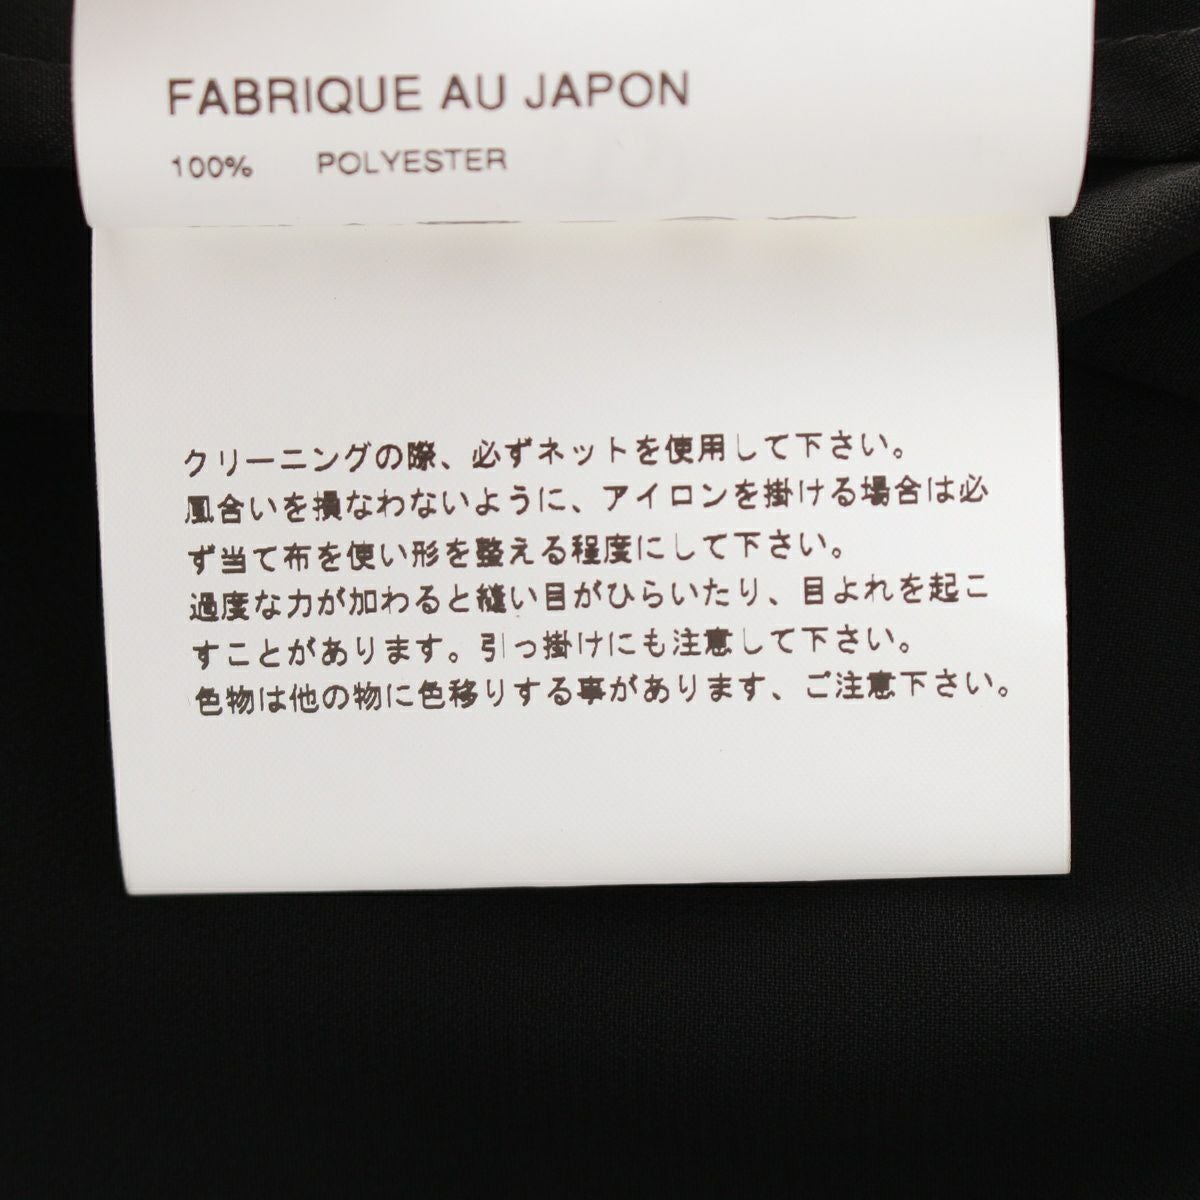 FABRIQUE AU JAPON
100% POLYESTER
クリーニングの際、必ずネットを使用して下さい。
風合いを損なわないように、アイロンを掛ける場合は必
ず当て布を使い形を整える程度にして下さい。
過度な力が加わると縫い目がひらいたり、目よれを起こ
すことがあります。引っ掛けにも注意して下さい。
色物は他の物に色移りする事があります、ご注意下さい。